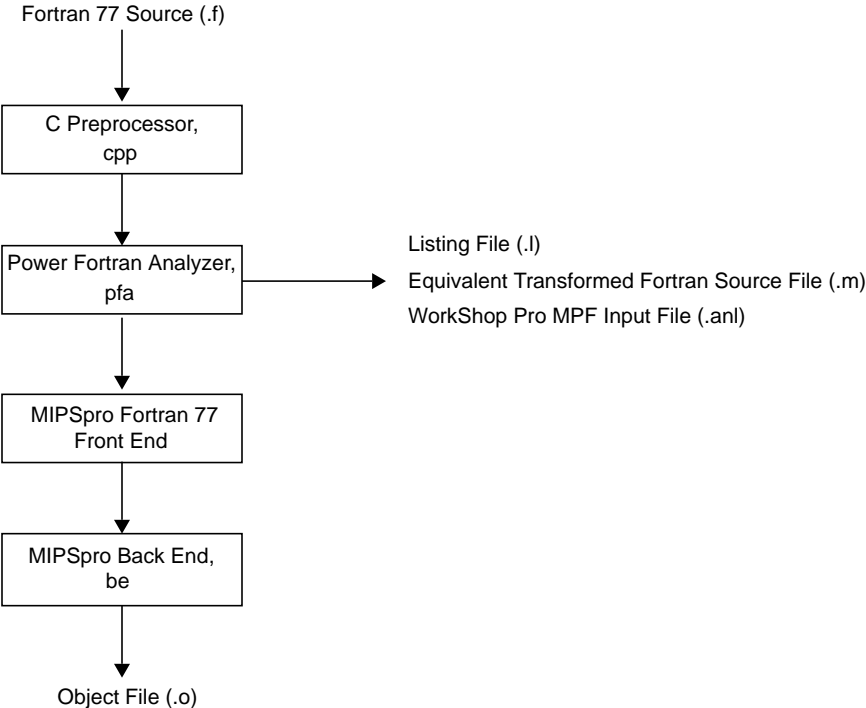 Fortran 77 Source (.f)
C Preprocessor,
cpp
Power Fortran Analyzer,
pfa
Listing File (.l)
Equivalent Transformed Fortran Source File (.m)
WorkShop Pro MPF Input File (.anl)
MIPSpro Fortran 77
Front End
MIPSpro Back End,
be
Object File (.o)